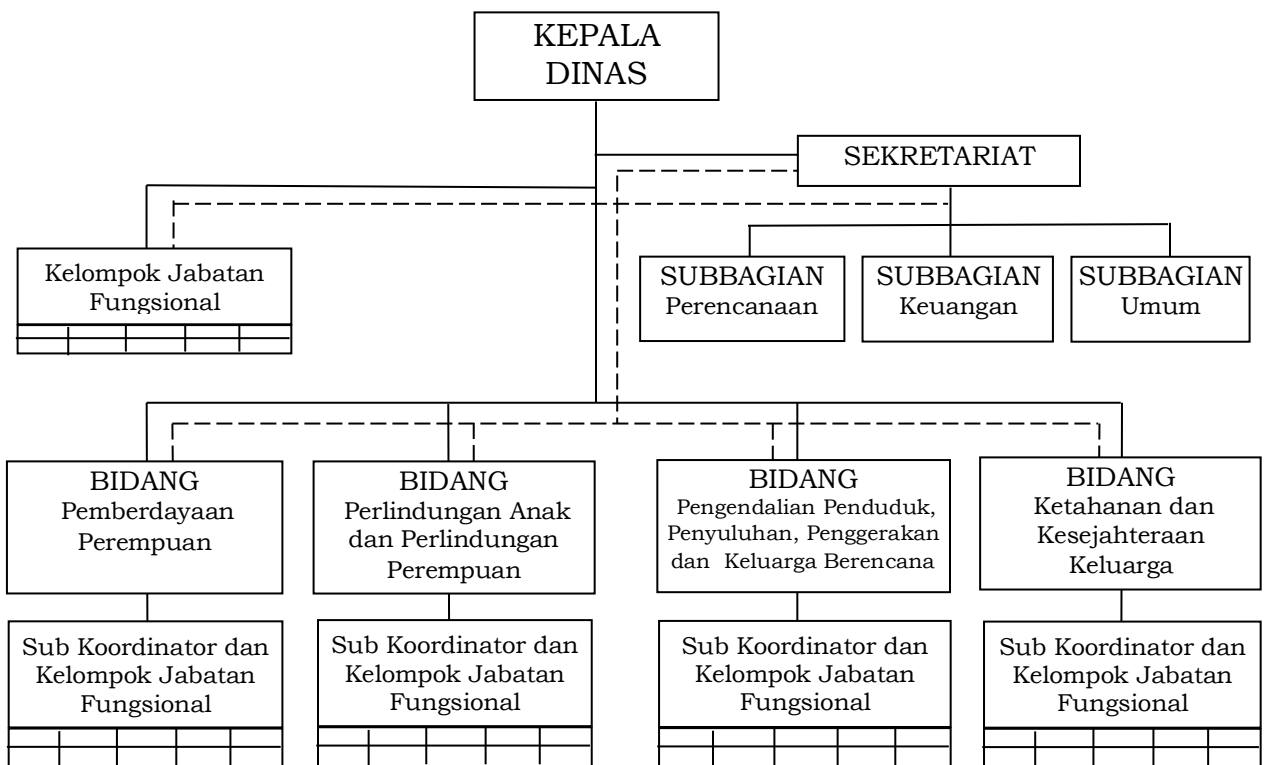 KEPALA
DINAS
SEKRETARIAT
Kelompok Jabatan
Fungsional
SUBBAGIAN
Perencanaan
SUBBAGIAN
Keuangan
SUBBAGIAN
Umum
BIDANG
Pemberdayaan
Perempuan
BIDANG
Perlindungan Anak
dan Perlindungan
Perempuan
BIDANG
Pengendalian Penduduk,
Penyuluhan, Penggerakan
dan Keluarga Berencana
BIDANG
Ketahanan dan
Kesejahteraan
Keluarga
Sub Koordinator dan
Kelompok Jabatan
Fungsional
Sub Koordinator dan
Kelompok Jabatan
Fungsional
Sub Koordinator dan
Kelompok Jabatan
Fungsional
Sub Koordinator dan
Kelompok Jabatan
Fungsional